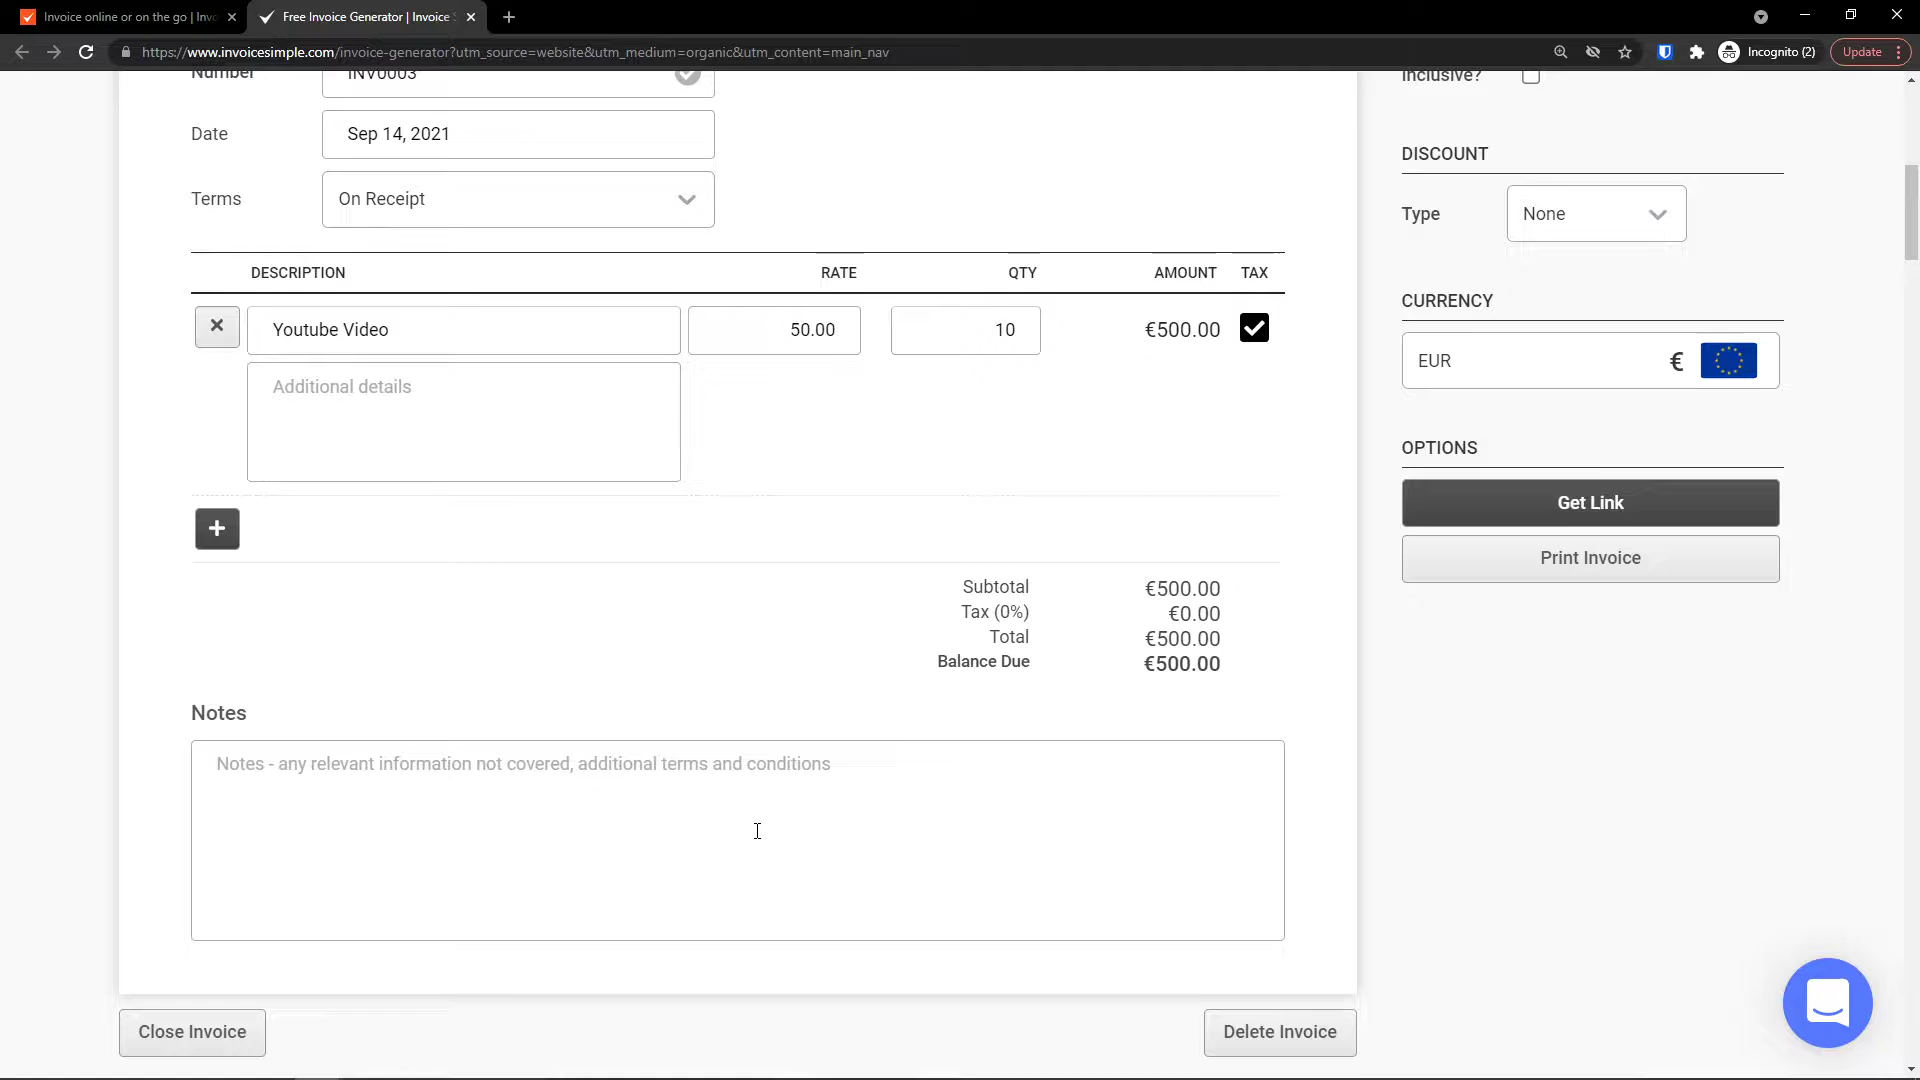 Invoice online or on the go | Invo
Free Invoice Generator | Invoice S
https://www.invoicesimple.com/invoice-generator?utm_source=website&utm_medium=organic&utm_content=main_nav
Incognito (2)
Update
Number
INV0003
Inclusive?
Date
Sep 14, 2021
DISCOUNT
Terms
On Receipt
Type
None
DESCRIPTION RATE QTY AMOUNT TAX
CURRENCY
Youtube Video 50.00 10 €500.00
EUR €
Additional details
OPTIONS
Get Link
+
Print Invoice
Subtotal €500.00
Tax (0%) €0.00
Total €500.00
Balance Due €500.00
Notes
Notes - any relevant information not covered, additional terms and conditions
Close Invoice
Delete Invoice